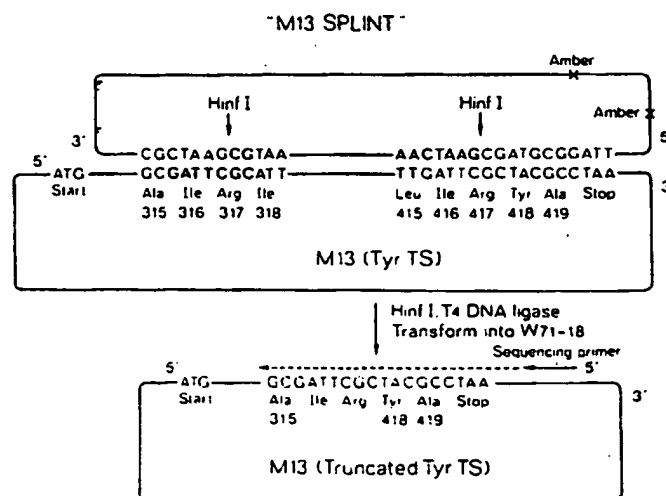 "M13 SPLINT"
Amber
Hinf I Hinf I
Amber
3' 5'
CGCTAAGCGTAA AACTAAGCGATGCGGATT
5' ATG GCGATTCGCATT TTGATTCGCTACGCCTAA 3'
Start Ala Ile Arg Ile Leu Ile Arg Tyr Ala Stop
315 316 317 318 415 416 417 418 419
M13 (Tyr TS)
Hinf I, T4 DNA ligase
Transform into W71-18
Sequencing primer
5' 5'
ATG GCGATTCGCTACGCCTAA 3'
Start Ala Ile Arg Tyr Ala Stop
315 418 419
M13 (Truncated Tyr TS)